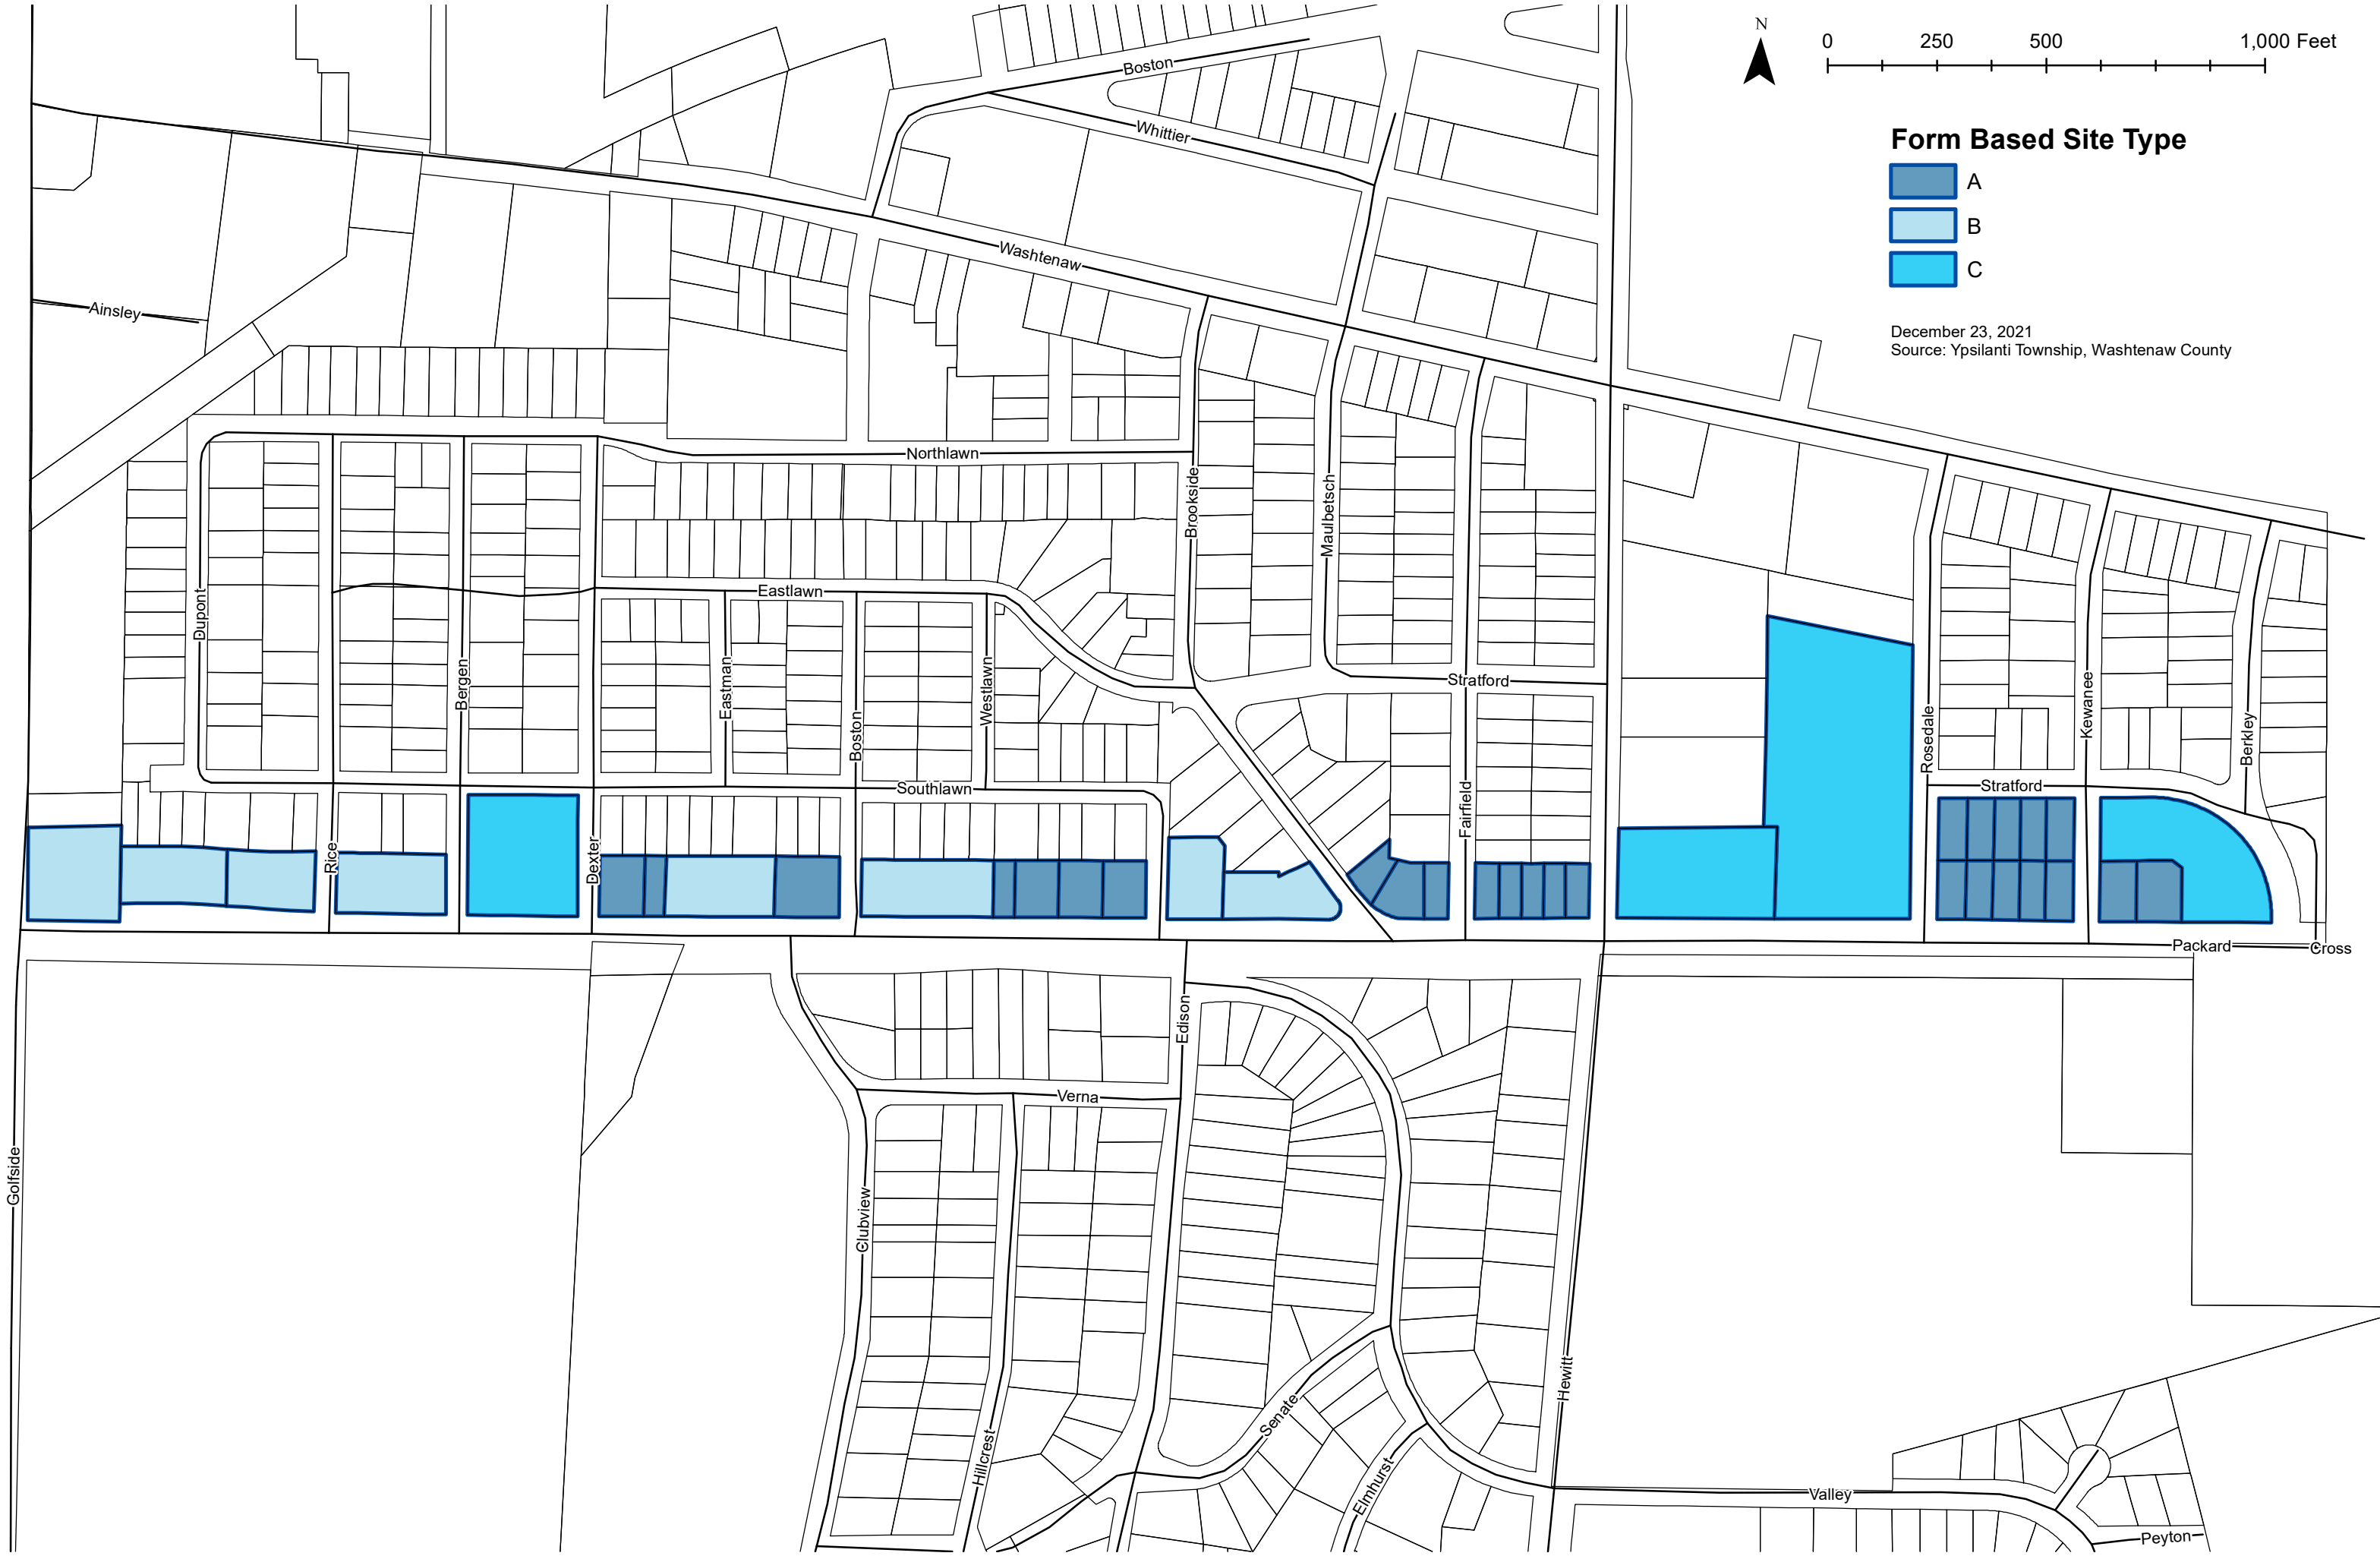 N
0 250 500 1,000 Feet
Boston
Whittier
Form Based Site Type
A
B
C
Washtenaw
Ainsley
December 23, 2021
Source: Ypsilanti Township, Washtenaw County
Northlawn
Brookside
Maulbetsch
Eastlawn
Dupont
Bergen
Eastman
Westlawn
Stratford
Boston
Rosedale
Kewanee
Berkley
Southlawn
Stratford
Fairfield
Rice
Dexter
Packard
Cross
Edison
Verna
Golfside
Clubview
Hewitt
Senate
Hillcrest
Elmhurst
Valley
Peyton